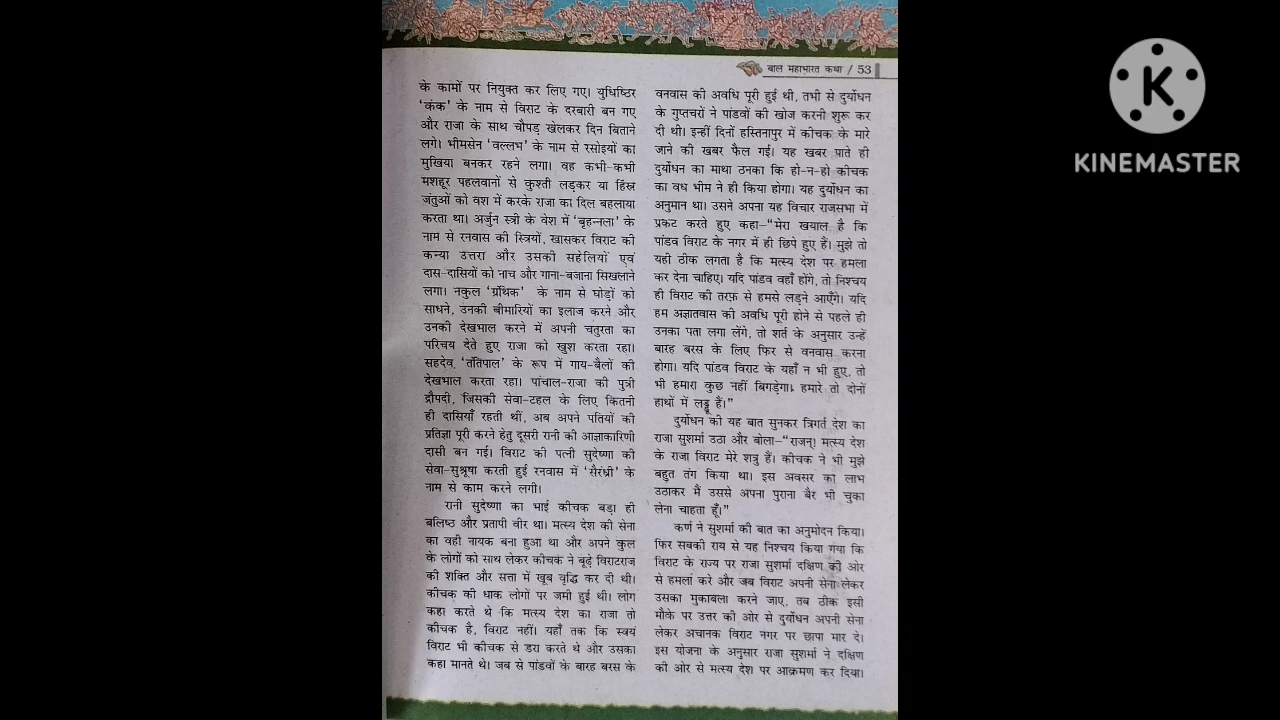 बाल महाभारत कथा / 53
के कामों पर नियुक्त कर लिए गए। युधिष्ठिर
‘कंक’ के नाम से विराट के दरबारी बन गए
और राजा के साथ चौपड़ खेलकर दिन बिताने
लगे। भीमसेन ‘वल्लभ’ के नाम से रसोइयों का
मुखिया बनकर रहने लगा। वह कभी-कभी
मशहूर पहलवानों से कुश्ती लड़कर या हिंस्र
जंतुओं को वश में करके राजा का दिल बहलाया
करता था। अर्जुन स्त्री के वेश में ‘बृहन्नला’ के
नाम से रनवास की स्त्रियों, खासकर विराट की
कन्या उत्तरा और उसकी सहेलियों एवं
दास-दासियों को नाच और गाना-बजाना सिखलाने
लगा। नकुल ‘ग्रंथिक’ के नाम से घोड़ों को
साधने, उनकी बीमारियों का इलाज करने और
उनकी देखभाल करने में अपनी चतुरता का
परिचय देते हुए राजा को खुश करता रहा।
सहदेव, ‘तंतिपाल’ के रूप में गाय-बैलों की
देखभाल करता रहा। पांचाल-राजा की पुत्री
द्रौपदी, जिसकी सेवा-टहल के लिए कितनी
ही दासियाँ रहती थीं, अब अपने पतियों की
प्रतिज्ञा पूरी करने हेतु दूसरी रानी की आज्ञाकारिणी
दासी बन गई। विराट की पत्नी सुदेष्णा की
सेवा-सुश्रूषा करती हुई रनवास में ‘सैरंध्री’ के
नाम से काम करने लगी।
रानी सुदेष्णा का भाई कीचक बड़ा ही
बलिष्ठ और प्रतापी वीर था। मत्स्य देश की सेना
का वही नायक बना हुआ था और अपने कुल
के लोगों को साथ लेकर कीचक ने बूढ़े विराटराज
की शक्ति और सत्ता में खूब वृद्धि कर दी थी।
कीचक की धाक लोगों पर जमी हुई थी। लोग
कहा करते थे कि मत्स्य देश का राजा तो
कीचक है, विराट नहीं। यहाँ तक कि स्वयं
विराट भी कीचक से डरा करते थे और उसका
कहा मानते थे। जब से पांडवों के बारह बरस के
वनवास की अवधि पूरी हुई थी, तभी से दुर्योधन
के गुप्तचरों ने पांडवों की खोज करनी शुरू कर
दी थी। इन्हीं दिनों हस्तिनापुर में कीचक के मारे
जाने की खबर फैल गई। यह खबर पाते ही
दुर्योधन का माथा ठनका कि हो-न-हो कीचक
का वध भीम ने ही किया होगा। यह दुर्योधन का
अनुमान था। उसने अपना यह विचार राजसभा में
प्रकट करते हुए कहा-“मेरा खयाल है कि
पांडव विराट के नगर में ही छिपे हुए हैं। मुझे तो
यही ठीक लगता है कि मत्स्य देश पर हमला
कर देना चाहिए। यदि पांडव वहाँ होंगे, तो निश्चय
ही विराट की तरफ़ से हमसे लड़ने आएँगे। यदि
हम अज्ञातवास की अवधि पूरी होने से पहले ही
उनका पता लगा लेंगे, तो शर्त के अनुसार उन्हें
बारह बरस के लिए फिर से वनवास करना
होगा। यदि पांडव विराट के यहाँ न भी हुए, तो
भी हमारा कुछ नहीं बिगड़ेगा। हमारे तो दोनों
हाथों में लड्डू हैं।”
दुर्योधन की यह बात सुनकर त्रिगर्त देश का
राजा सुशर्मा उठा और बोला-“राजन्! मत्स्य देश
के राजा विराट मेरे शत्रु हैं। कीचक ने भी मुझे
बहुत तंग किया था। इस अवसर का लाभ
उठाकर मैं उससे अपना पुराना बैर भी चुका
लेना चाहता हूँ।”
कर्ण ने सुशर्मा की बात का अनुमोदन किया।
फिर सबकी राय से यह निश्चय किया गया कि
विराट के राज्य पर राजा सुशर्मा दक्षिण की ओर
से हमला करे और जब विराट अपनी सेना लेकर
उसका मुकाबला करने जाए, तब ठीक इसी
मौके पर उत्तर की ओर से दुर्योधन अपनी सेना
लेकर अचानक विराट नगर पर छापा मार दे।
इस योजना के अनुसार राजा सुशर्मा ने दक्षिण
की ओर से मत्स्य देश पर आक्रमण कर दिया।
K
KINEMASTER